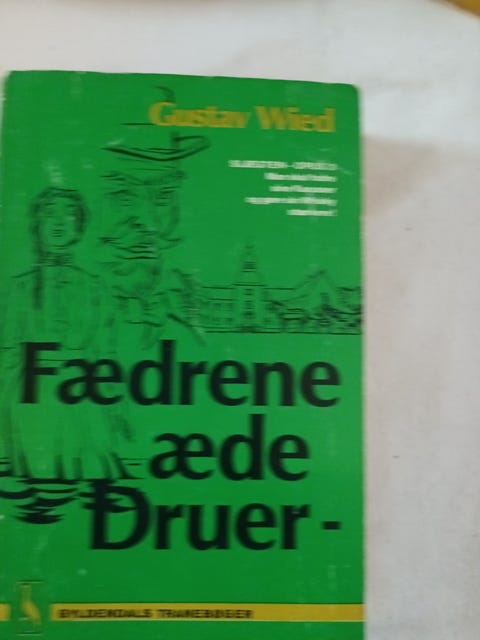 Gustav Wied
Fædrene
æde
Druer -
GYLDENDALS TRANEBØGER